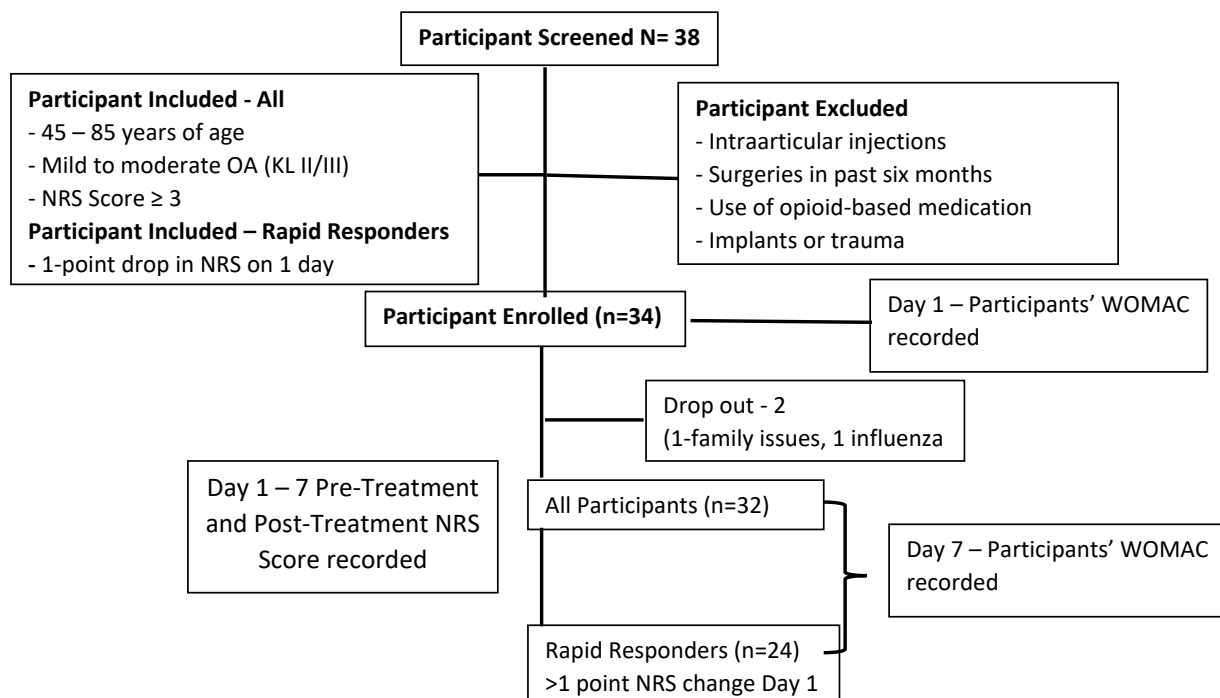 Participant Screened N= 38
Participant Included - All
- 45 – 85 years of age
- Mild to moderate OA (KL II/III)
- NRS Score ≥ 3
Participant Included – Rapid Responders
- 1-point drop in NRS on 1 day
Participant Excluded
- Intraarticular injections
- Surgeries in past six months
- Use of opioid-based medication
- Implants or trauma
Participant Enrolled (n=34)
Day 1 – Participants’ WOMAC
recorded
Drop out - 2
(1-family issues, 1 influenza
Day 1 – 7 Pre-Treatment
and Post-Treatment NRS
Score recorded
All Participants (n=32)
Day 7 – Participants’ WOMAC
recorded
Rapid Responders (n=24)
>1 point NRS change Day 1